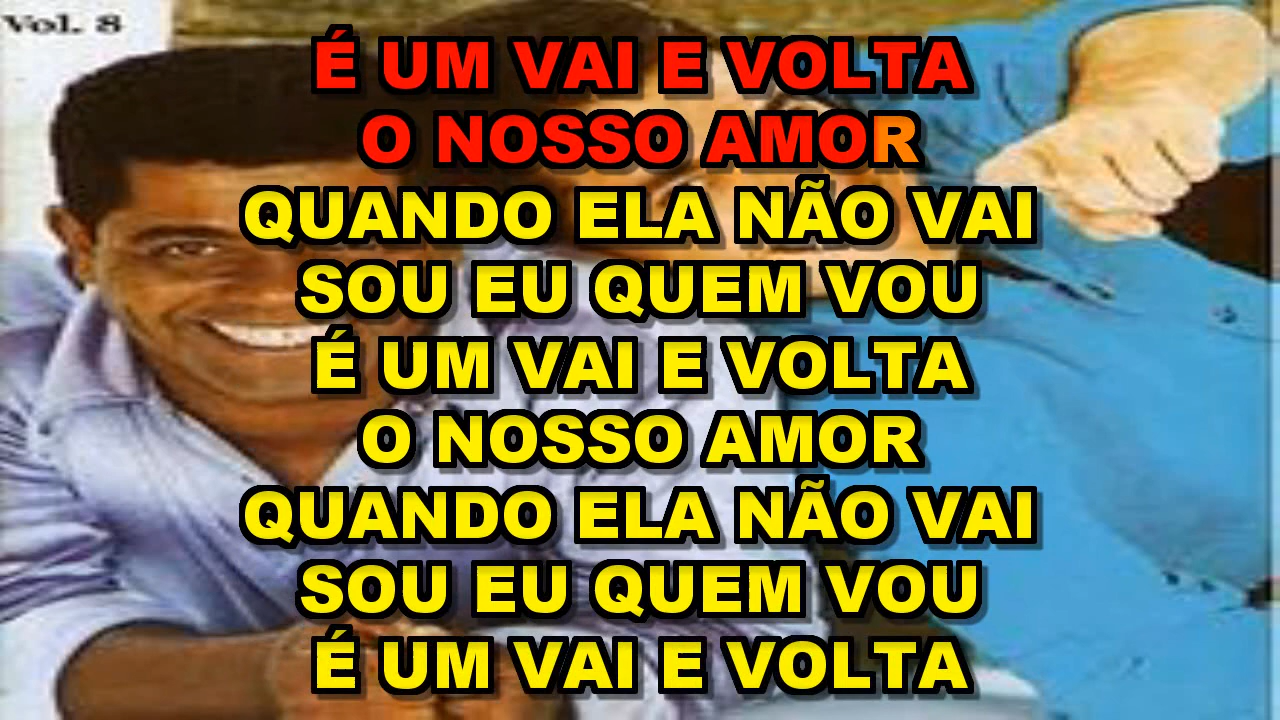 Vol. 8
É UM VAI E VOLTA
O NOSSO AMOR
QUANDO ELA NÃO VAI
SOU EU QUEM VOU
É UM VAI E VOLTA
O NOSSO AMOR
QUANDO ELA NÃO VAI
SOU EU QUEM VOU
É UM VAI E VOLTA